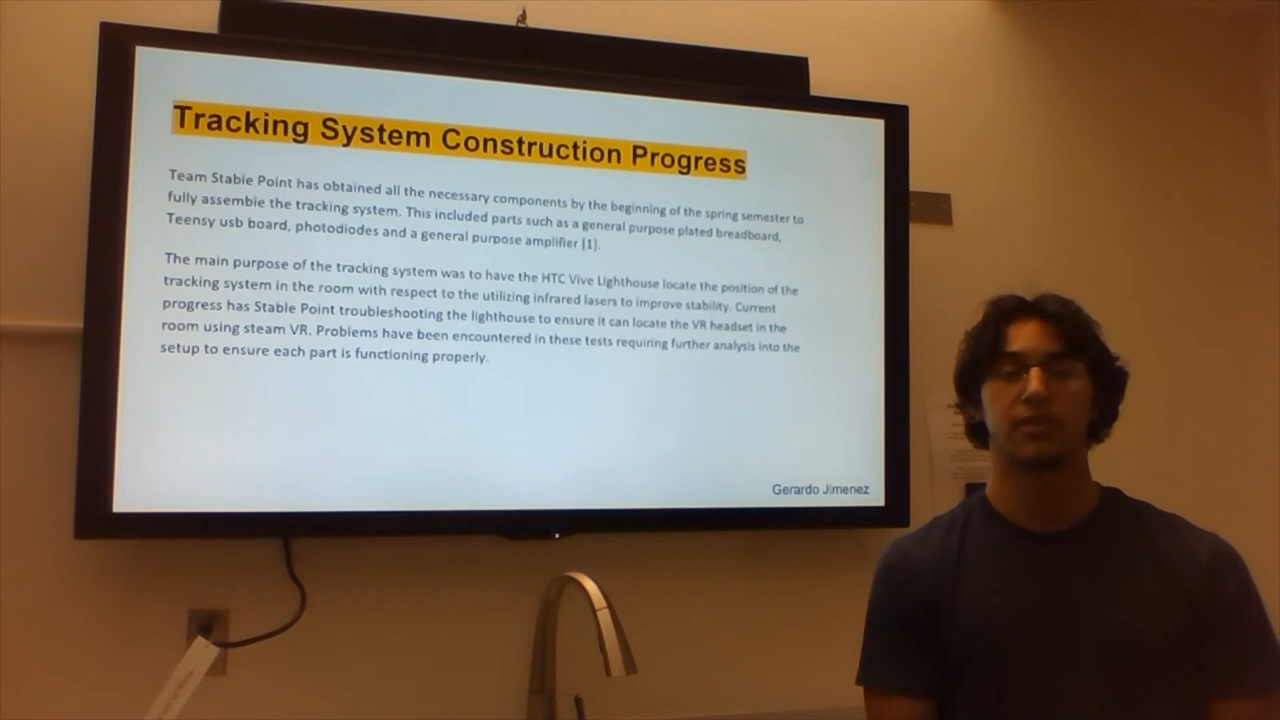 Tracking System Construction Progress
Team Stable Point has obtained all the necessary components by the beginning of the spring semester to
fully assemble the tracking system. This included parts such as a general purpose plated breadboard,
Teensy usb board, photodiodes and a general purpose amplifier [1].
The main purpose of the tracking system was to have the HTC Vive Lighthouse locate the position of the
tracking system in the room with respect to the utilizing infrared lasers to improve stability. Current
progress has Stable Point troubleshooting the lighthouse to ensure it can locate the VR headset in the
room using steam VR. Problems have been encountered in these tests requiring further analysis into the
setup to ensure each part is functioning properly.
Gerardo Jimenez